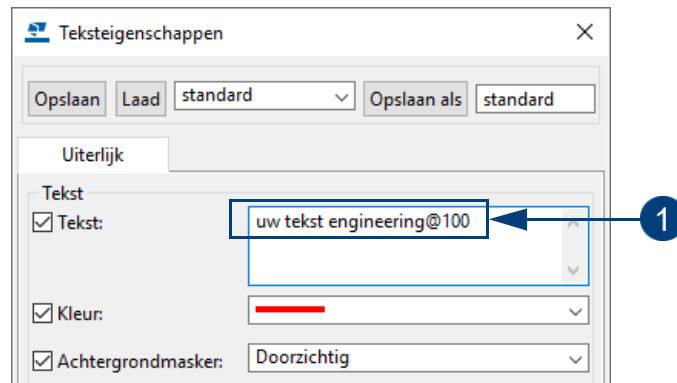 Teksteigenschappen
Opslaan Laad standard Opslaan als standard
Uiterlijk
Tekst
Tekst: uw tekst engineering@100 1
Kleur:
Achtergrondmasker: Doorzichtig